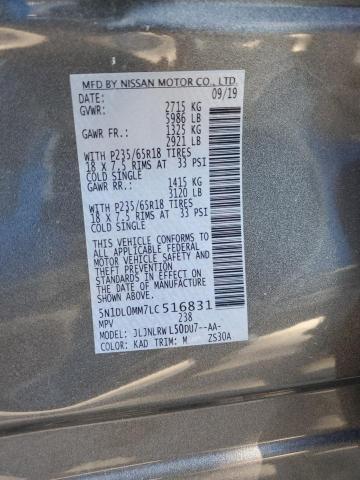 MFD BY NISSAN MOTOR CO., LTD.
DATE: 09/19
GVWR: 2715 KG
5986 LB
GAWR FR.: 1325 KG
2921 LB
WITH P235/65R18 TIRES
18 X 7.5 RIMS AT 33 PSI
COLD SINGLE
GAWR RR.: 1415 KG
3120 LB
WITH P235/65R18 TIRES
18 X 7.5 RIMS AT 33 PSI
COLD SINGLE
THIS VEHICLE CONFORMS TO
ALL APPLICABLE FEDERAL
MOTOR VEHICLE SAFETY AND
THEFT PREVENTION
STANDARDS IN EFFECT ON
THE DATE OF MANUFACTURE
SHOWN ABOVE.
5N1DL0MM7LC516831
MPV 238
MODEL: JLJNLRWL50DU7--AA-
COLOR: KAD TRIM: M ZS30A